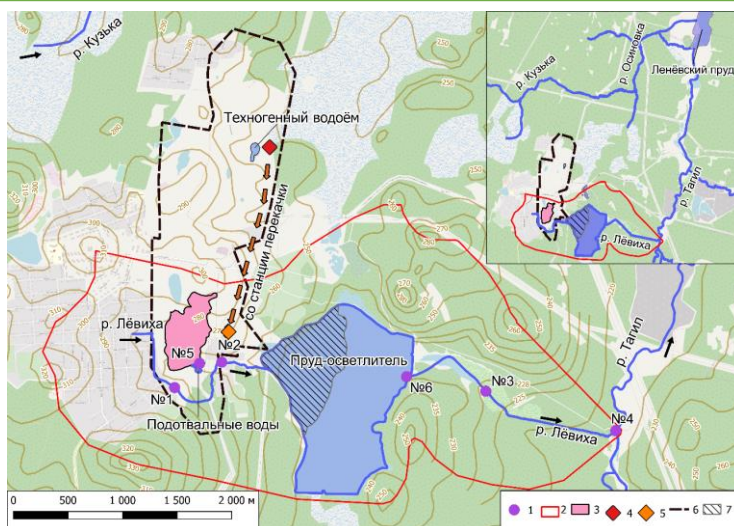 р. Кузька
Техногенный водоём
со станции перекачки
р. Лёвиха
№5
№2
№1
Подотвальные воды
Пруд-осветлитель
№6
№3
р. Лёвиха
№4
р. Тагил
р. Кузька
р. Осиновка
Ленёвский пруд
р. Тагил
р. Лёвиха
0 500 1 000 1 500 2 000 м
1 2 3 4 5 6 7